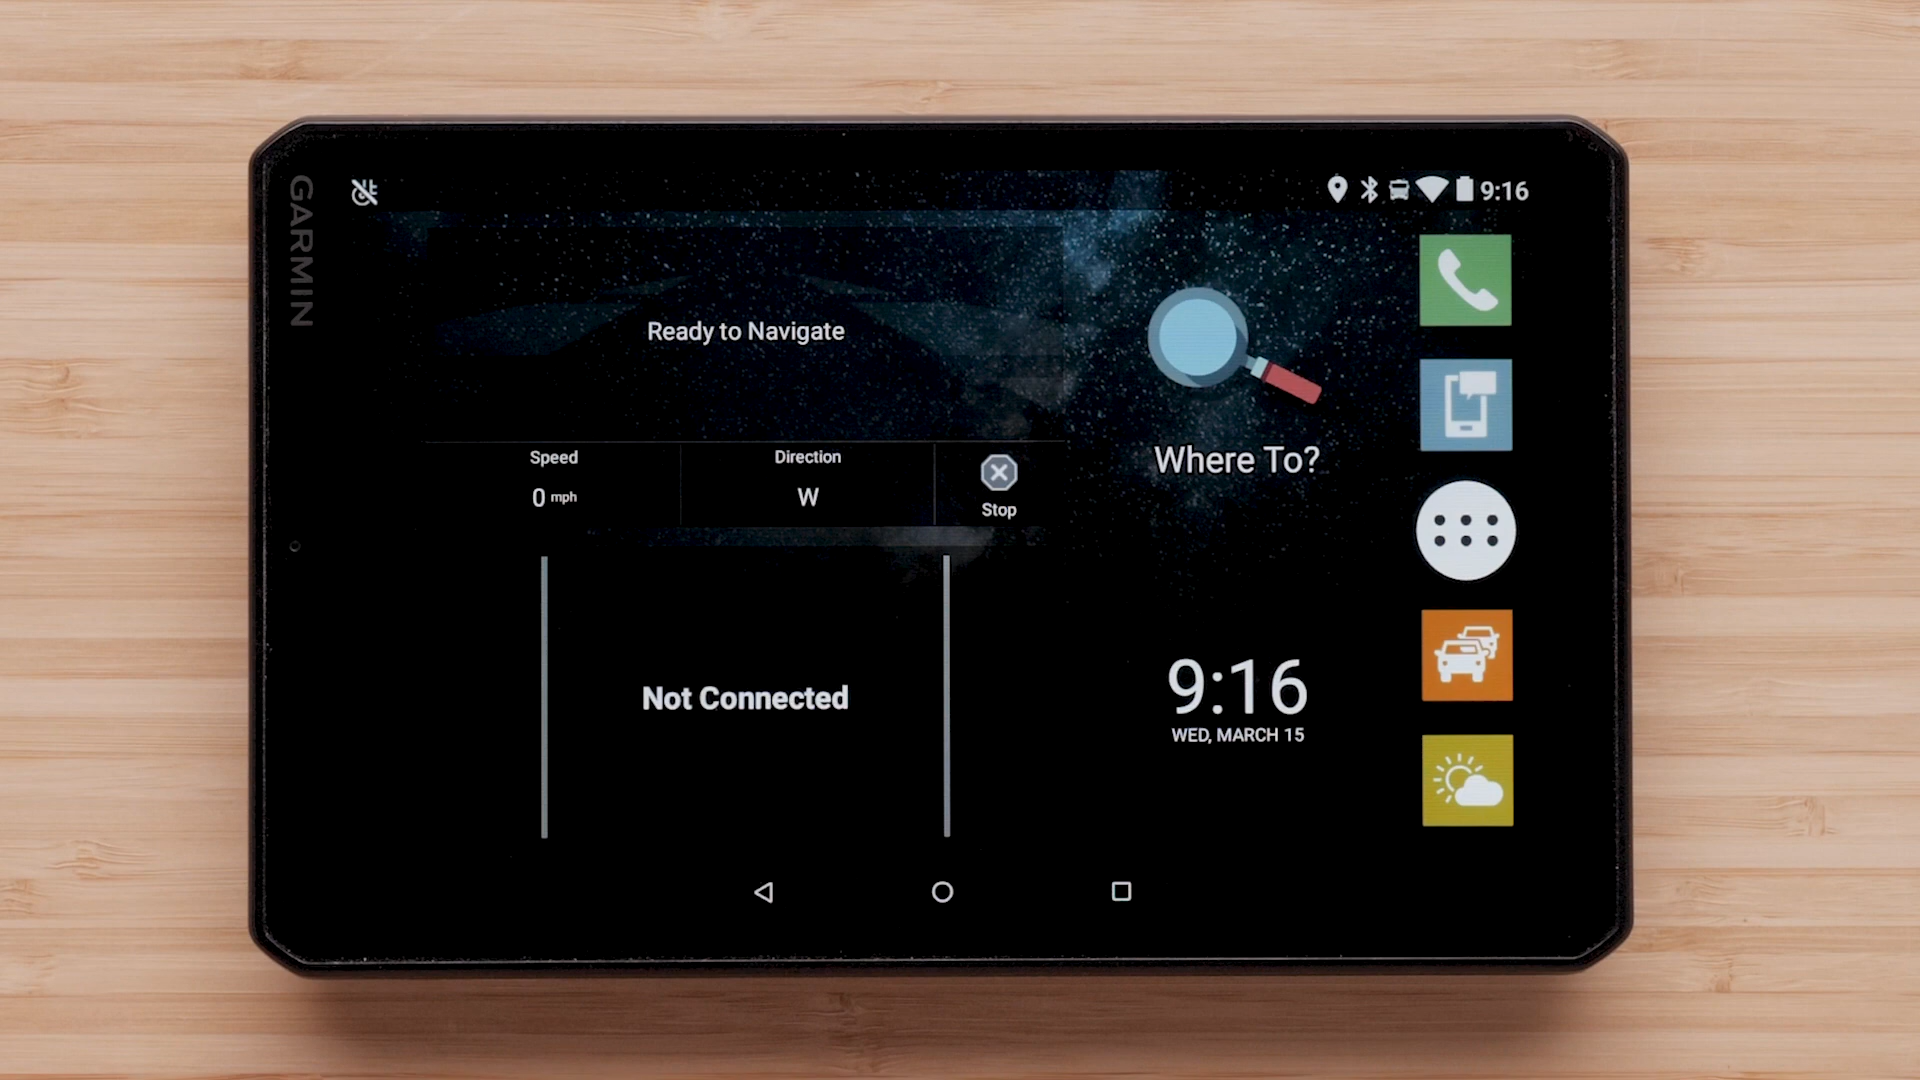 GARMIN
9:16
Ready to Navigate
Speed
0 mph
Direction
W
Stop
Where To?
Not Connected
9:16
WED, MARCH 15